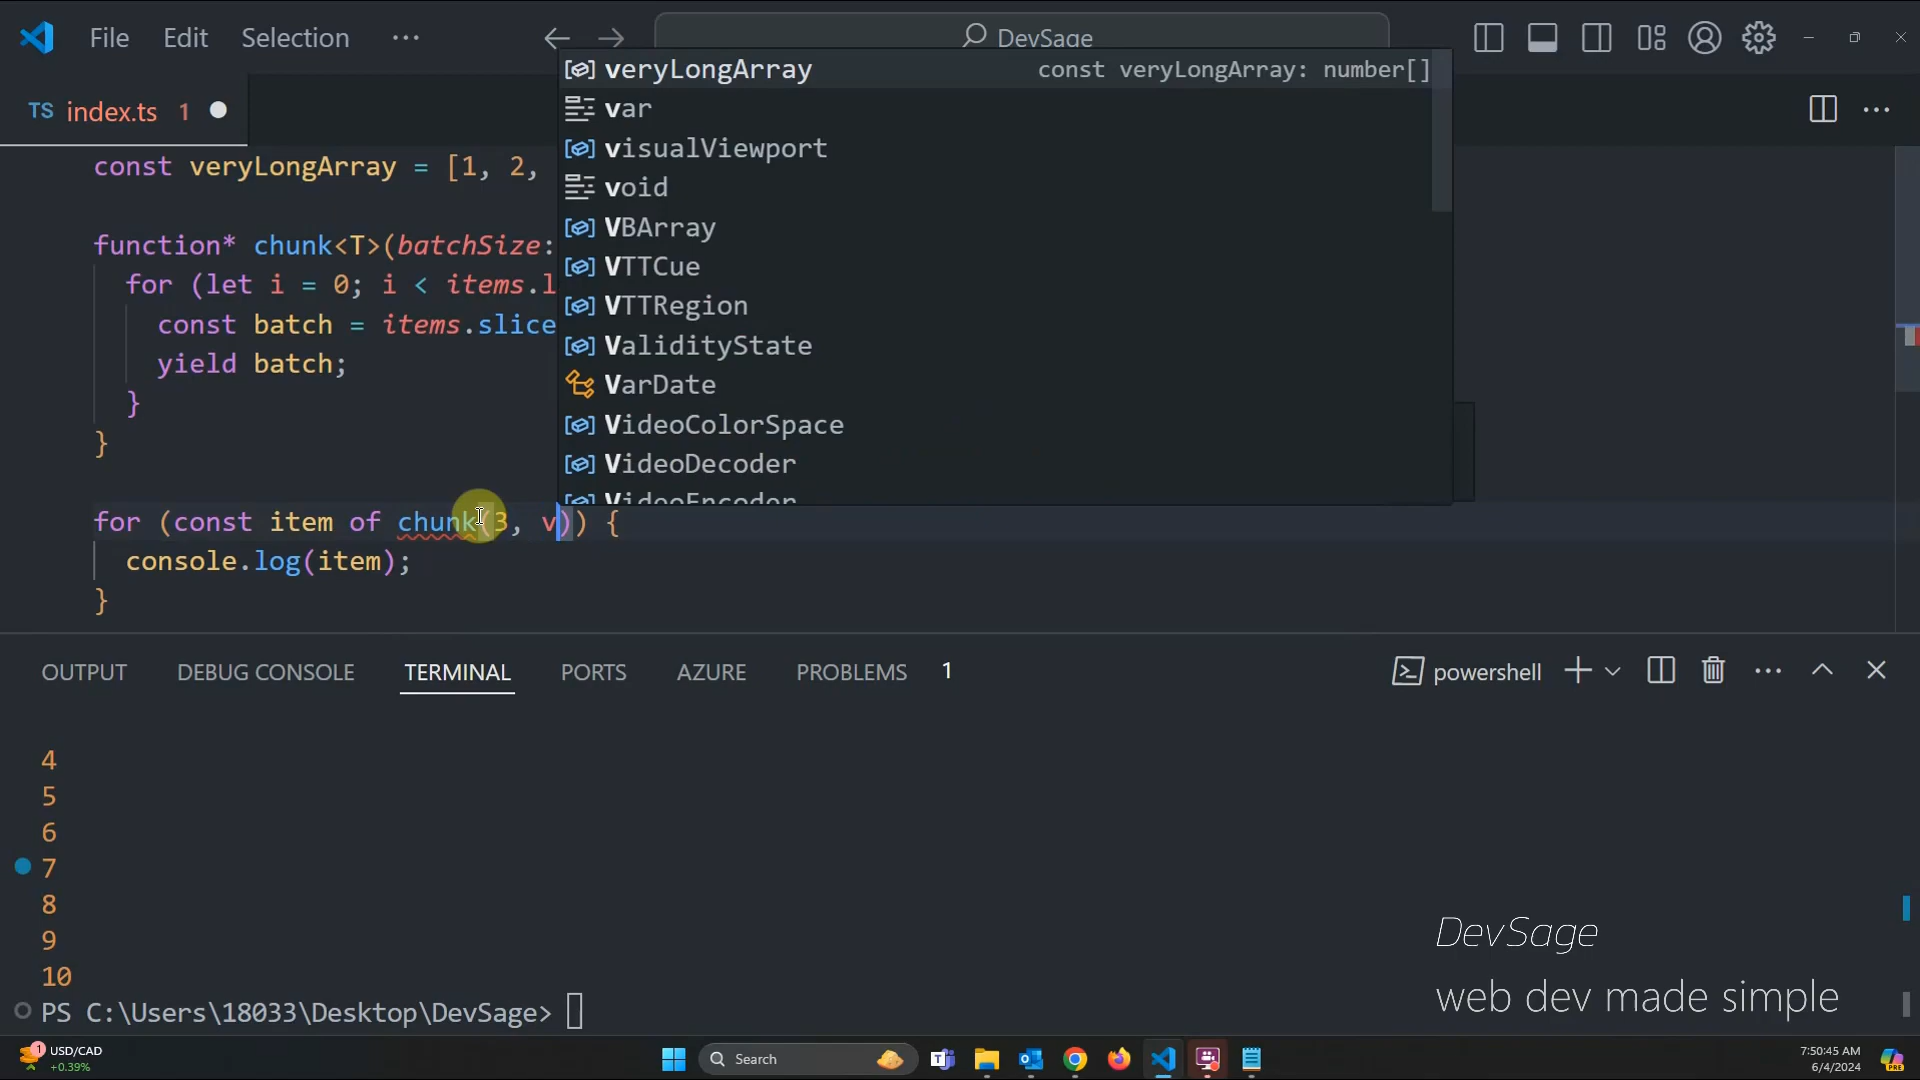 File Edit Selection ··· DevSage
TS index.ts 1
const veryLongArray = [1, 2,
function* chunk<T>(batchSize:
for (let i = 0; i < items.l
const batch = items.slice
yield batch;
}
}
for (const item of chunk(3, v)) {
console.log(item);
}
veryLongArray const veryLongArray: number[]
var
visualViewport
void
VBArray
VTTCue
VTTRegion
ValidityState
VarDate
VideoColorSpace
VideoDecoder
VideoEncoder
OUTPUT DEBUG CONSOLE TERMINAL PORTS AZURE PROBLEMS 1 powershell
4
5
6
7
8
9
10
PS C:\Users\18033\Desktop\DevSage>
DevSage
web dev made simple
1 USD/CAD
+0.39%
Search
7:50:45 AM
6/4/2024
PRE